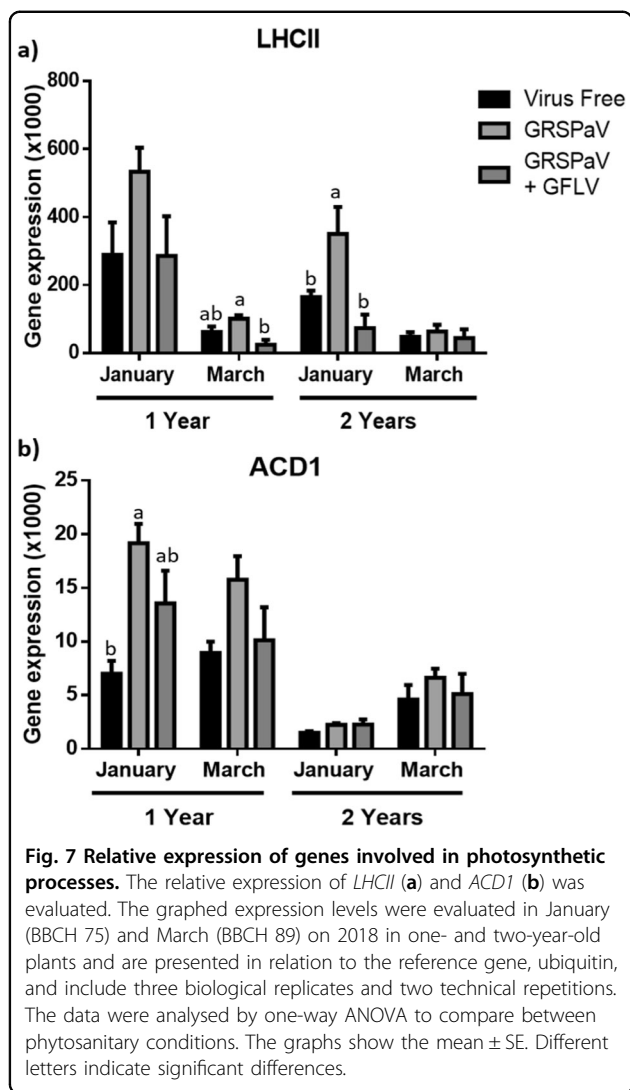 a)
LHCII
Gene expression (x1000)
800
600
400
200
0
Virus Free
GRSPaV
GRSPaV
+ GFLV
ab a b
b a b
January March January March
1 Year 2 Years
b)
ACD1
Gene expression (x1000)
25
20
15
10
5
0
b a ab
January March January March
1 Year 2 Years
Fig. 7 Relative expression of genes involved in photosynthetic
processes. The relative expression of LHCII (a) and ACD1 (b) was
evaluated. The graphed expression levels were evaluated in January
(BBCH 75) and March (BBCH 89) on 2018 in one- and two-year-old
plants and are presented in relation to the reference gene, ubiquitin,
and include three biological replicates and two technical repetitions.
The data were analysed by one-way ANOVA to compare between
phytosanitary conditions. The graphs show the mean ± SE. Different
letters indicate significant differences.